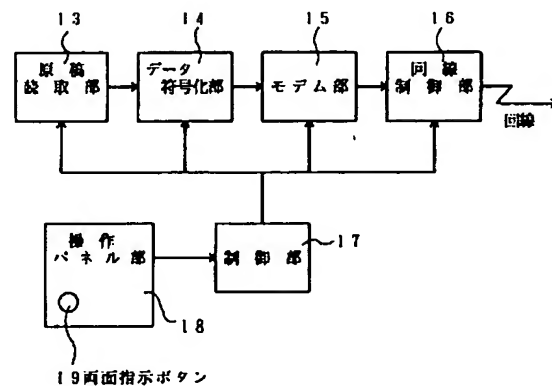 13
14
15
16
原稿
読取部
データ
符号化部
モデム部
回線
制御部
回線
操作
パネル部
制御部
17
18
19両面指示ボタン